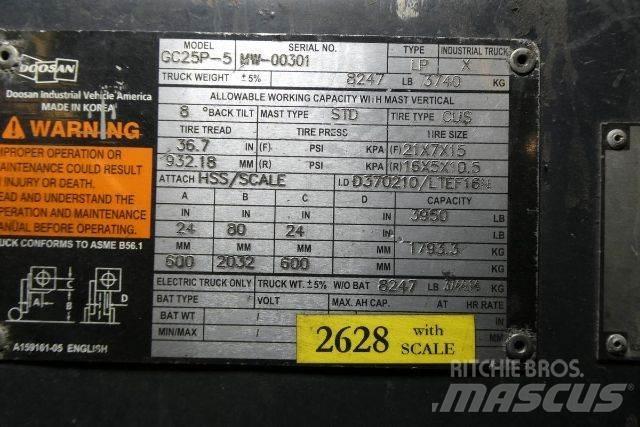 DOOSAN
Doosan Industrial Vehicle America
MADE IN KOREA
WARNING
IMPROPER OPERATION OR
MAINTENANCE COULD RESULT
INJURY OR DEATH.
EAD AND UNDERSTAND THE
OPERATION AND MAINTENANCE
MANUAL BEFORE OPERATING.
TRUCK CONFORMS TO ASME B56.1
A B C D
A159161-05 ENGLISH
MODEL SERIAL NO. TYPE INDUSTRIAL TRUCK
GC25P-5 MW-00301 LP X
TRUCK WEIGHT ±5% 8247 LB 3740 KG
ALLOWABLE WORKING CAPACITY WITH MAST VERTICAL
8 °BACK TILT MAST TYPE STD TIRE TYPE CUS
TIRE TREAD TIRE PRESS TIRE SIZE
36.7 IN (F) PSI KPA (F) 21X7X15
932.18 MM (R) PSI KPA (R) 16X5X10.5
ATTACH HSS/SCALE I.D D370210/LTEF16N
A B C D CAPACITY
IN IN IN IN 3950 LB
24 80 24
MM MM MM MM 1793.3 KG
600 2032 600
ELECTRIC TRUCK ONLY TRUCK WT. ±5% W/O BAT 8247 LB KG
BAT TYPE VOLT MAX. AH CAP. AT HR RATE
BAT WT
MIN/MAX
2628 with
SCALE
RITCHIE BROS.
MASCUS